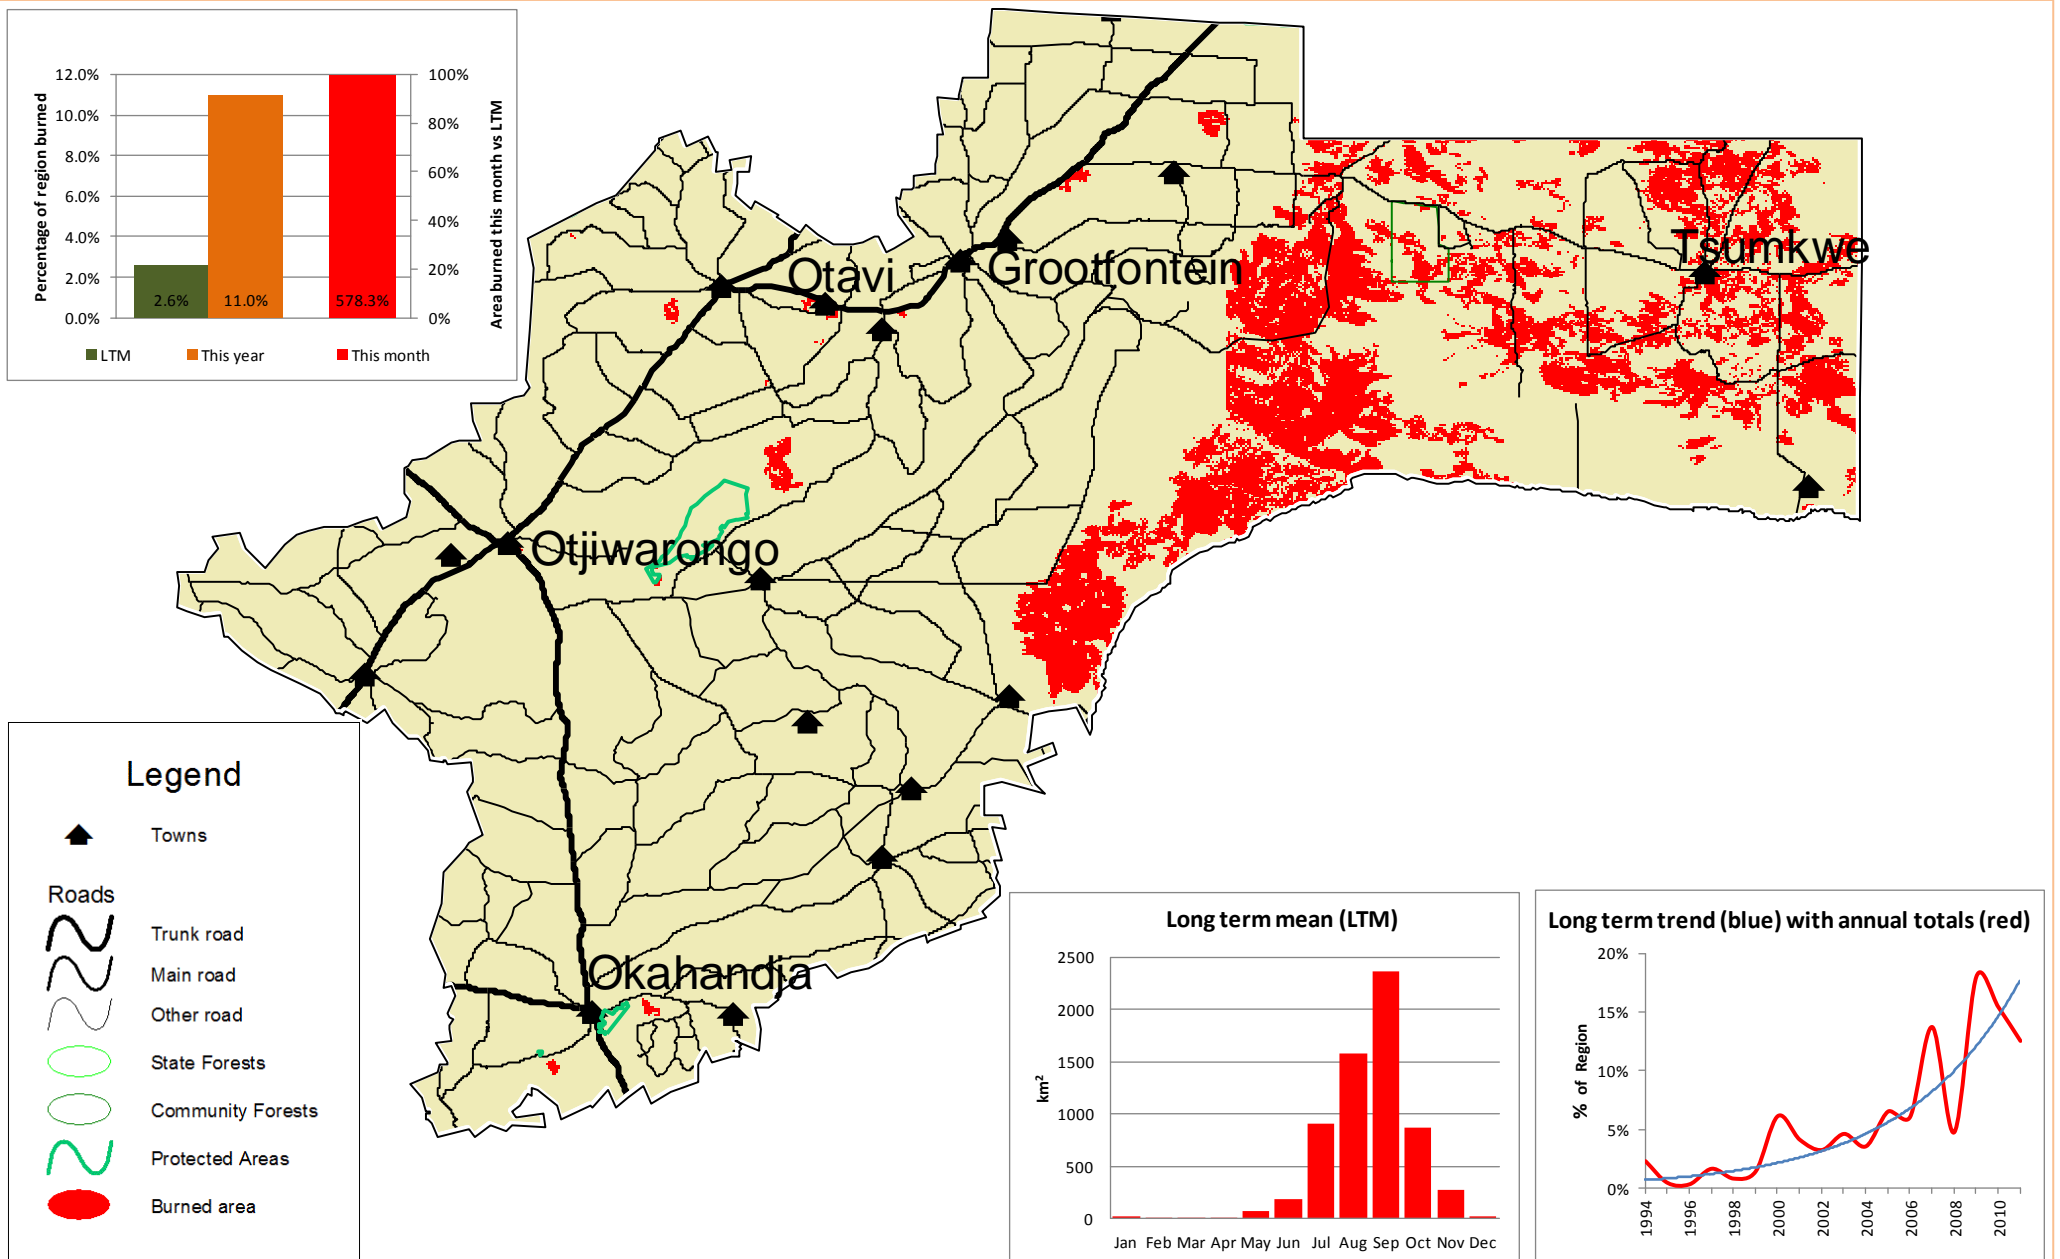 Percentage of region burned
12.0%
10.0%
8.0%
6.0%
4.0%
2.0%
0.0%
2.6%
11.0%
578.3%
100%
80%
60%
40%
20%
0%
Area burned this month vs LTM
LTM This year This month
Tsumkwe
Otavi
Grootfontein
Otjiwarongo
Okahandja
Legend
Towns
Roads
Trunk road
Main road
Other road
State Forests
Community Forests
Protected Areas
Burned area
Long term mean (LTM)
km²
2500
2000
1500
1000
500
0
Jan Feb Mar Apr May Jun Jul Aug Sep Oct Nov Dec
Long term trend (blue) with annual totals (red)
% of Region
20%
15%
10%
5%
0%
1994 1996 1998 2000 2002 2004 2006 2008 2010